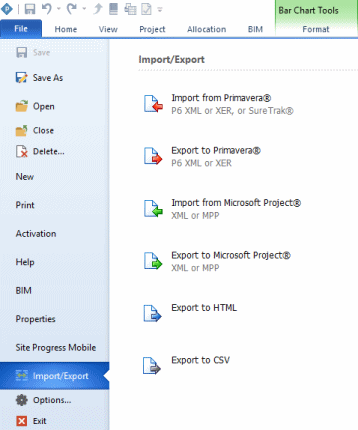 Bar Chart Tools
File Home View Project Allocation BIM Format
Save
Save As
Open
Close
Delete...
New
Print
Activation
Help
BIM
Properties
Site Progress Mobile
Import/Export
Options...
Exit
Import/Export
Import from Primavera®
P6 XML or XER, or SureTrak®
Export to Primavera®
P6 XML or XER
Import from Microsoft Project®
XML or MPP
Export to Microsoft Project®
XML or MPP
Export to HTML
Export to CSV